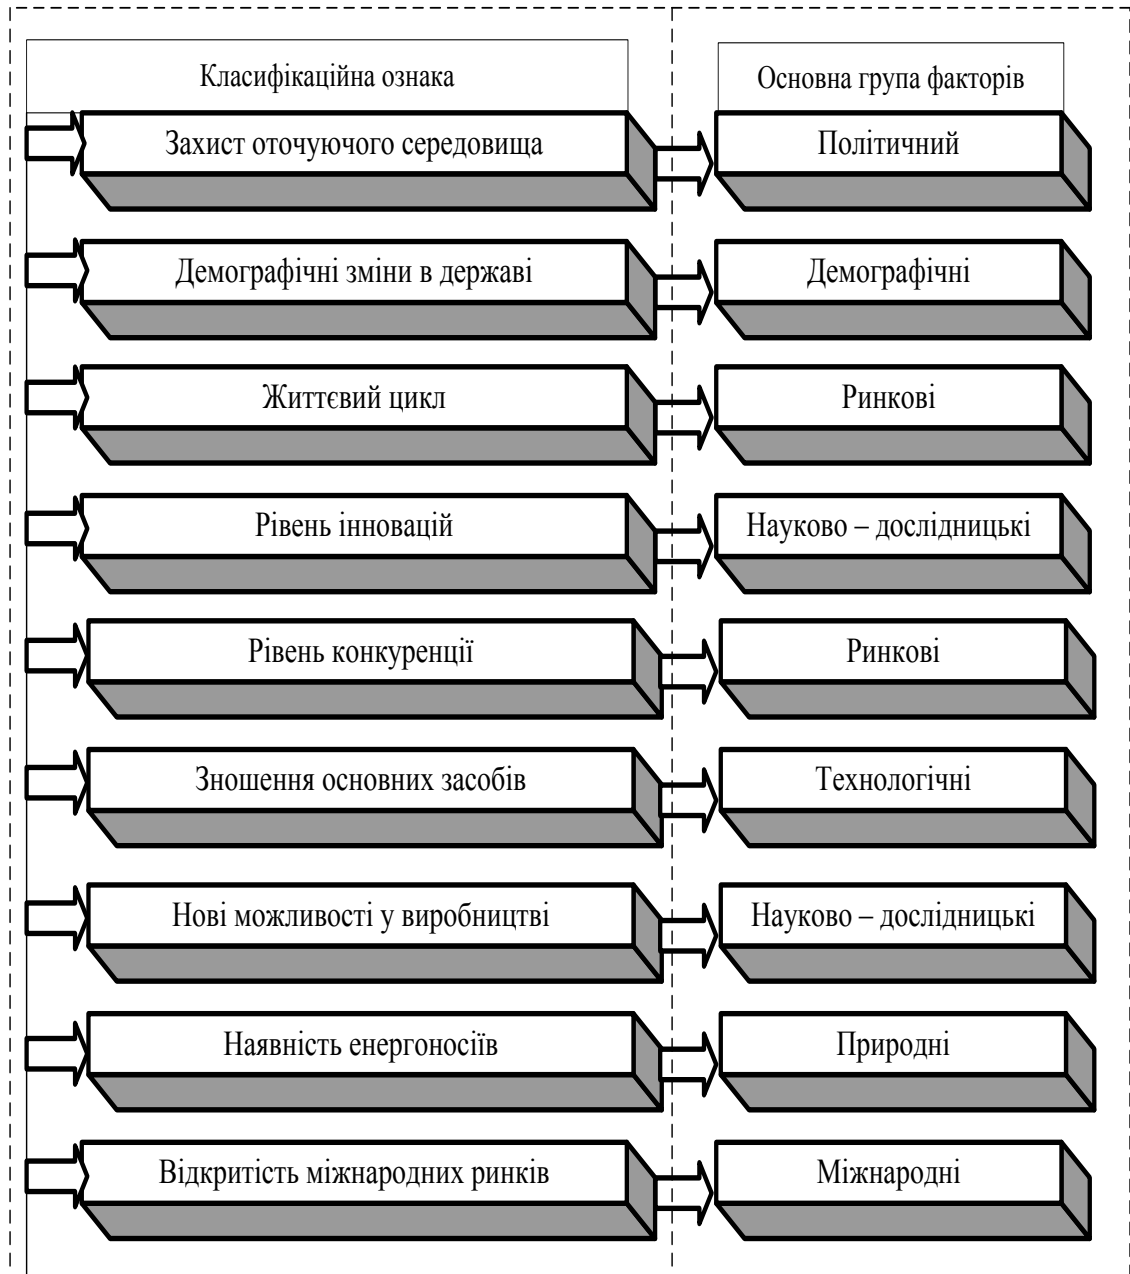 Класифікаційна ознака
Основна група факторів
Захист оточуючого середовища
Політичний
Демографічні зміни в державі
Демографічні
Життєвий цикл
Ринкові
Рівень інновацій
Науково – дослідницькі
Рівень конкуренції
Ринкові
Зношення основних засобів
Технологічні
Нові можливості у виробництві
Науково – дослідницькі
Наявність енергоносіїв
Природні
Відкритість міжнародних ринків
Міжнародні